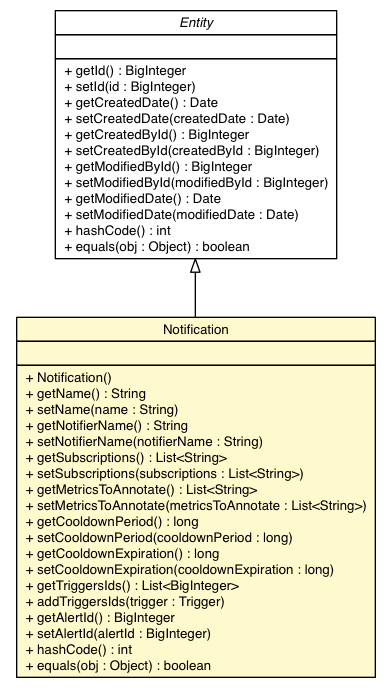 Entity
+ getId() : BigInteger
+ setId(id : BigInteger)
+ getCreatedDate() : Date
+ setCreatedDate(createdDate : Date)
+ getCreatedById() : BigInteger
+ setCreatedById(createdById : BigInteger)
+ getModifiedById() : BigInteger
+ setModifiedById(modifiedById : BigInteger)
+ getModifiedDate() : Date
+ setModifiedDate(modifiedDate : Date)
+ hashCode() : int
+ equals(obj : Object) : boolean
Notification
+ Notification()
+ getName() : String
+ setName(name : String)
+ getNotifierName() : String
+ setNotifierName(notifierName : String)
+ getSubscriptions() : List<String>
+ setSubscriptions(subscriptions : List<String>)
+ getMetricsToAnnotate() : List<String>
+ setMetricsToAnnotate(metricsToAnnotate : List<String>)
+ getCooldownPeriod() : long
+ setCooldownPeriod(cooldownPeriod : long)
+ getCooldownExpiration() : long
+ setCooldownExpiration(cooldownExpiration : long)
+ getTriggersIds() : List<BigInteger>
+ addTriggersIds(trigger : Trigger)
+ getAlertId() : BigInteger
+ setAlertId(alertId : BigInteger)
+ hashCode() : int
+ equals(obj : Object) : boolean